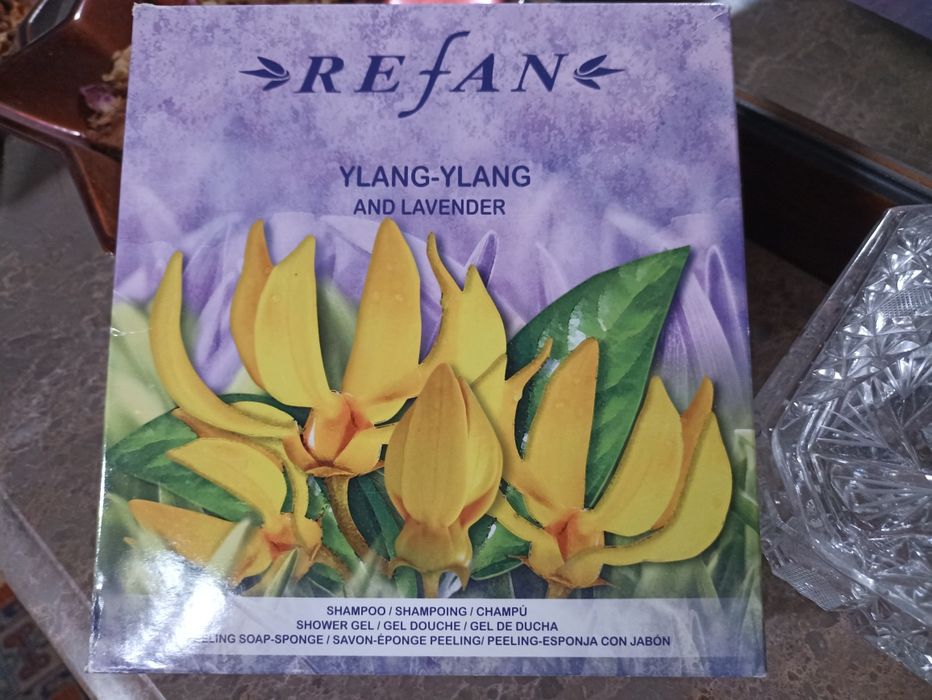 REFAN
YLANG-YLANG
AND LAVENDER
SHAMPOO / SHAMPOING / CHAMPÚ
SHOWER GEL / GEL DOUCHE / GEL DE DUCHA
SOAP-SPONGE / SAVON-ÉPONGE PEELING/ PEELING-ESPONJA CON JABÓN